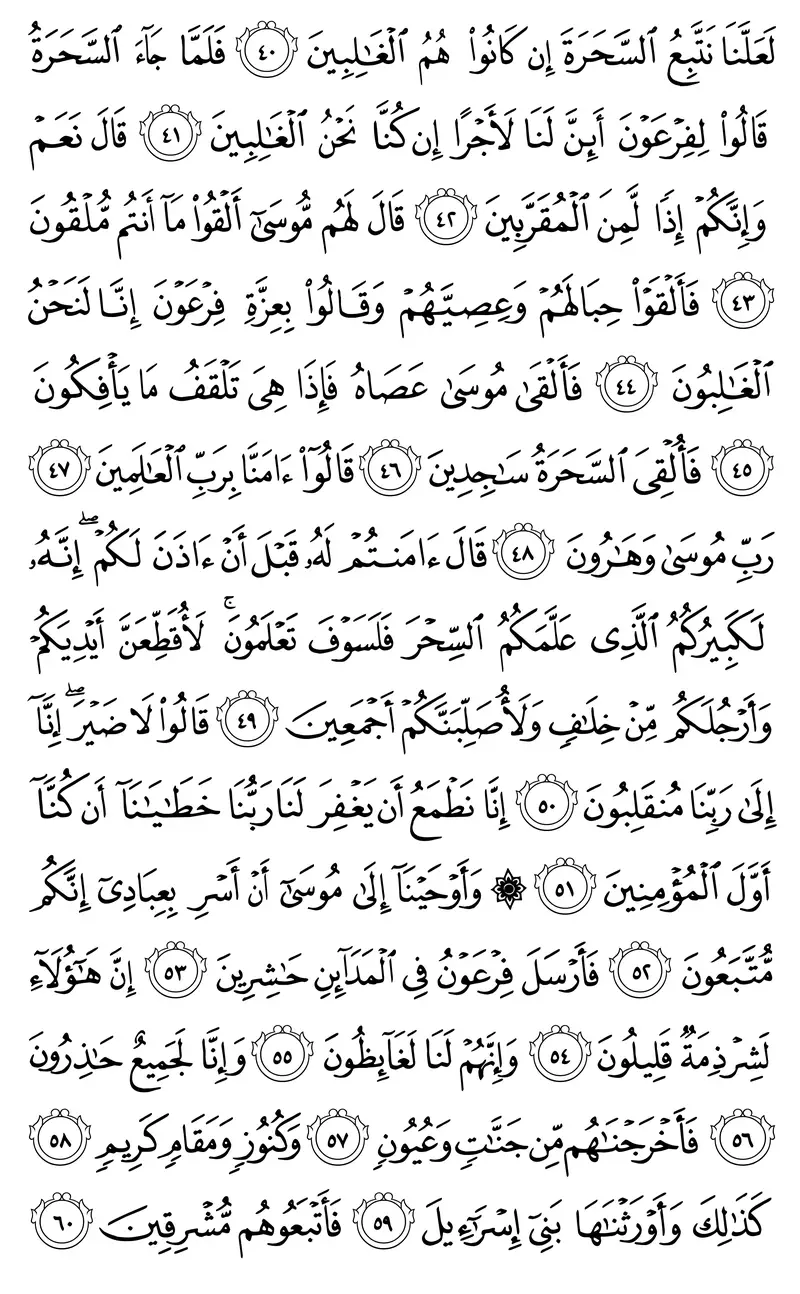 لَعَلَّنَا نَتَّبِعُ ٱلسَّحَرَةَ إِن كَانُوا۟ هُمُ ٱلْغَـٰلِبِينَ ٤٠ فَلَمَّا جَآءَ ٱلسَّحَرَةُ
قَالُوا۟ لِفِرْعَوْنَ أَئِنَّ لَنَا لَأَجْرًا إِن كُنَّا نَحْنُ ٱلْغَـٰلِبِينَ ٤١ قَالَ نَعَمْ
وَإِنَّكُمْ إِذًا لَّمِنَ ٱلْمُقَرَّبِينَ ٤٢ قَالَ لَهُم مُّوسَىٰٓ أَلْقُوا۟ مَآ أَنتُم مُّلْقُونَ
٤٣ فَأَلْقَوْا۟ حِبَالَهُمْ وَعِصِيَّهُمْ وَقَالُوا۟ بِعِزَّةِ فِرْعَوْنَ إِنَّا لَنَحْنُ
ٱلْغَـٰلِبُونَ ٤٤ فَأَلْقَىٰ مُوسَىٰ عَصَاهُ فَإِذَا هِىَ تَلْقَفُ مَا يَأْفِكُونَ
٤٥ فَأُلْقِىَ ٱلسَّحَرَةُ سَـٰجِدِينَ ٤٦ قَالُوٓا۟ ءَامَنَّا بِرَبِّ ٱلْعَـٰلَمِينَ ٤٧
رَبِّ مُوسَىٰ وَهَـٰرُونَ ٤٨ قَالَ ءَامَنتُمْ لَهُۥ قَبْلَ أَنْ ءَاذَنَ لَكُمْ ۖ إِنَّهُۥ
لَكَبِيرُكُمُ ٱلَّذِى عَلَّمَكُمُ ٱلسِّحْرَ فَلَسَوْفَ تَعْلَمُونَ ۚ لَأُقَطِّعَنَّ أَيْدِيَكُمْ
وَأَرْجُلَكُم مِّنْ خِلَـٰفٍ وَلَأُصَلِّبَنَّكُمْ أَجْمَعِينَ ٤٩ قَالُوا۟ لَا ضَيْرَ ۖ إِنَّآ
إِلَىٰ رَبِّنَا مُنقَلِبُونَ ٥٠ إِنَّا نَطْمَعُ أَن يَغْفِرَ لَنَا رَبُّنَا خَطَـٰيَـٰنَآ أَن كُنَّآ
أَوَّلَ ٱلْمُؤْمِنِينَ ٥١ ۞ وَأَوْحَيْنَآ إِلَىٰ مُوسَىٰٓ أَنْ أَسْرِ بِعِبَادِىٓ إِنَّكُم
مُّتَّبَعُونَ ٥٢ فَأَرْسَلَ فِرْعَوْنُ فِى ٱلْمَدَآئِنِ حَـٰشِرِينَ ٥٣ إِنَّ هَـٰٓؤُلَآءِ
لَشِرْذِمَةٌ قَلِيلُونَ ٥٤ وَإِنَّهُمْ لَنَا لَغَآئِظُونَ ٥٥ وَإِنَّا لَجَمِيعٌ حَـٰذِرُونَ
٥٦ فَأَخْرَجْنَـٰهُم مِّن جَنَّـٰتٍ وَعُيُونٍ ٥٧ وَكُنُوزٍ وَمَقَامٍ كَرِيمٍ ٥٨
كَذَٰلِكَ وَأَوْرَثْنَـٰهَا بَنِىٓ إِسْرَٰٓءِيلَ ٥٩ فَأَتْبَعُوهُم مُّشْرِقِينَ ٦٠